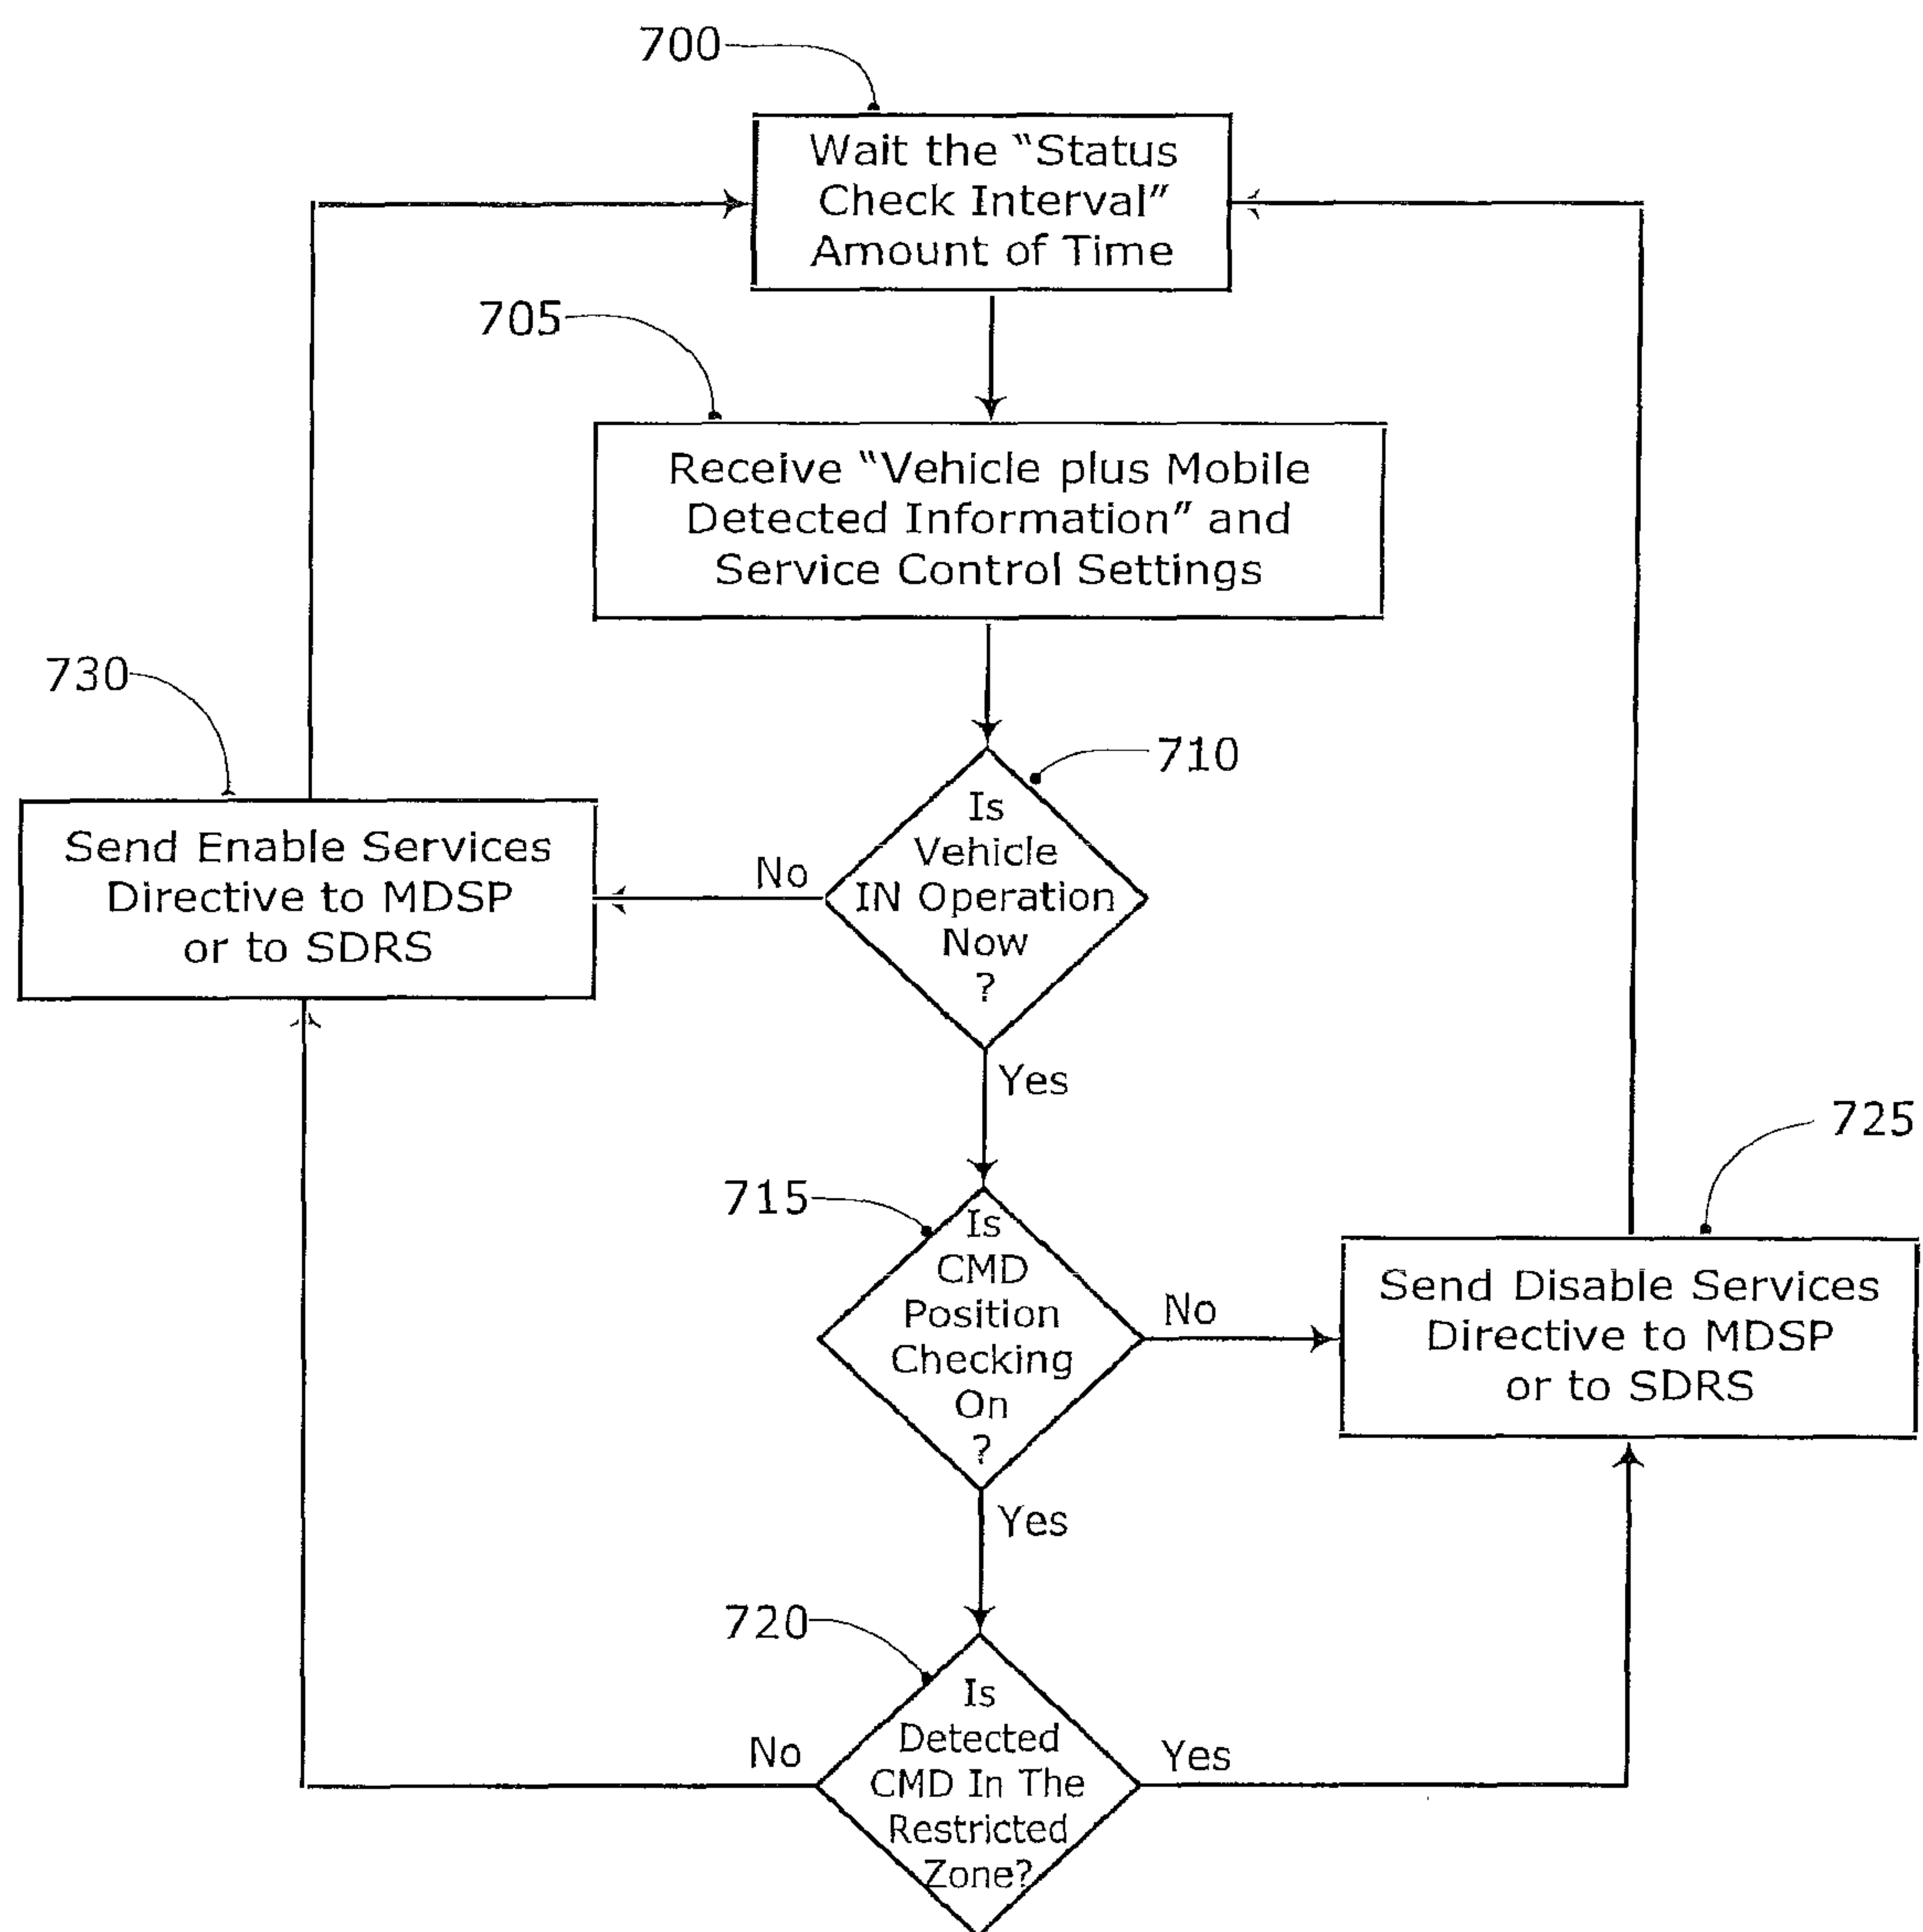 700
Wait the “Status
Check Interval”
Amount of Time
705
Receive “Vehicle plus Mobile
Detected Information” and
Service Control Settings
730
Send Enable Services
Directive to MDSP
or to SDRS
710
Is
Vehicle
IN Operation
Now
?
No
Yes
715
Is
CMD
Position
Checking
On
?
No
725
Send Disable Services
Directive to MDSP
or to SDRS
Yes
720
Is
Detected
CMD In The
Restricted
Zone?
No
Yes